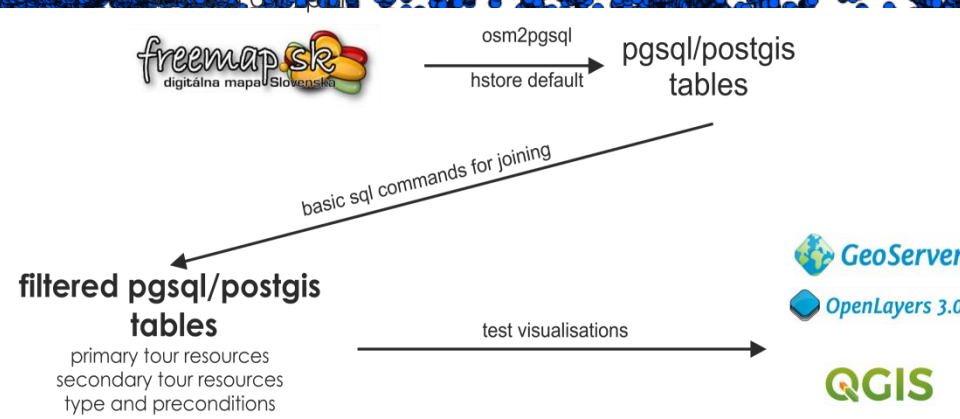 freemap.sk
digitálna mapa Slovenska
osm2pgsql
hstore default
pgsql/postgis
tables
basic sql commands for joining
filtered pgsql/postgis
tables
primary tour resources
secondary tour resources
type and preconditions
test visualisations
GeoServer
OpenLayers 3.0
QGIS